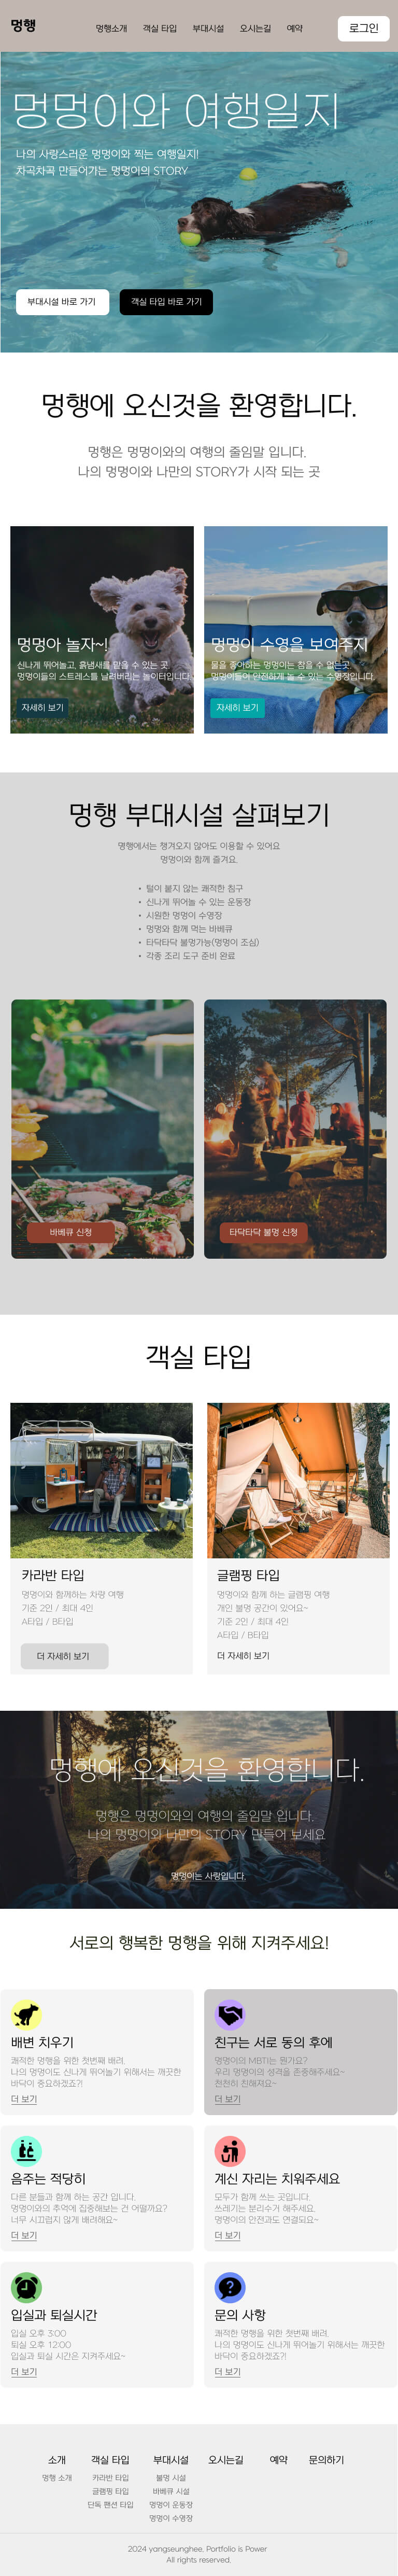 멍행
멍행소개 객실 타입 부대시설 오시는길 예약
로그인
멍멍이와 여행일지
나의 사랑스러운 멍멍이와 찍는 여행일지!
차곡차곡 만들어가는 멍멍이의 STORY
부대시설 바로 가기
객실 타입 바로 가기
멍행에 오신것을 환영합니다.
멍행은 멍멍이와의 여행의 줄임말 입니다.
나의 멍멍이와 나만의 STORY가 시작 되는 곳
멍멍아 놀자~!
신나게 뛰어놀고, 흙냄새를 맡을 수 있는 곳.
멍멍이들의 스트레스를 날려버리는 놀이터입니다.
자세히 보기
멍멍이 수영을 보여주지
물을 좋아하는 멍멍이는 참을 수 없는곳.
멍멍이들이 안전하게 놀 수 있는 수영장입니다.
자세히 보기
멍행 부대시설 살펴보기
멍행에서는 챙겨오지 않아도 이용할 수 있어요
멍멍이와 함께 즐겨요.
• 털이 붙지 않는 쾌적한 침구
• 신나게 뛰어놀 수 있는 운동장
• 시원한 멍멍이 수영장
• 멍멍와 함께 먹는 바베큐
• 타닥타닥 불멍가능(멍멍이 조심)
• 각종 조리 도구 준비 완료
바베큐 신청
타닥타닥 불멍 신청
객실 타입
카라반 타입
멍멍이와 함께하는 차량 여행
기준 2인 / 최대 4인
A타입 / B타입
더 자세히 보기
글램핑 타입
멍멍이와 함께 하는 글램핑 여행
개인 불멍 공간이 있어요~
기준 2인 / 최대 4인
A타입 / B타입
더 자세히 보기
멍행에 오신것을 환영합니다.
멍행은 멍멍이와의 여행의 줄임말 입니다.
나의 멍멍이와 나만의 STORY 만들어 보세요
멍멍이는 사랑입니다.
서로의 행복한 멍행을 위해 지켜주세요!
배변 치우기
쾌적한 멍행을 위한 첫번째 배려.
나의 멍멍이도 신나게 뛰어놀기 위해서는 깨끗한
바닥이 중요하겠죠?!
더 보기
친구는 서로 동의 후에
멍멍이의 MBTI는 뭔가요?
우리 멍멍이의 성격을 존중해주세요~
천천히 친해져요~
더 보기
음주는 적당히
다른 분들과 함께 하는 공간 입니다.
멍멍이와의 추억에 집중해보는 건 어떨까요?
너무 시끄럽지 않게 배려해요~
더 보기
계신 자리는 치워주세요
모두가 함께 쓰는 곳입니다.
쓰레기는 분리수거 해주세요.
멍멍이의 안전과도 연결되요~
더 보기
입실과 퇴실시간
입실 오후 3:00
퇴실 오후 12:00
입실과 퇴실 시간은 지켜주세요~
더 보기
문의 사항
쾌적한 멍행을 위한 첫번째 배려.
나의 멍멍이도 신나게 뛰어놀기 위해서는 깨끗한
바닥이 중요하겠죠?!
더 보기
소개 객실 타입 부대시설 오시는길 예약 문의하기
멍행 소개 카라반 타입 불멍 시설
글램핑 타입 바베큐 시설
단독 팬션 타입 멍멍이 운동장
멍멍이 수영장
2024 yangseunghee, Portfolio is Power
All rights reserved.